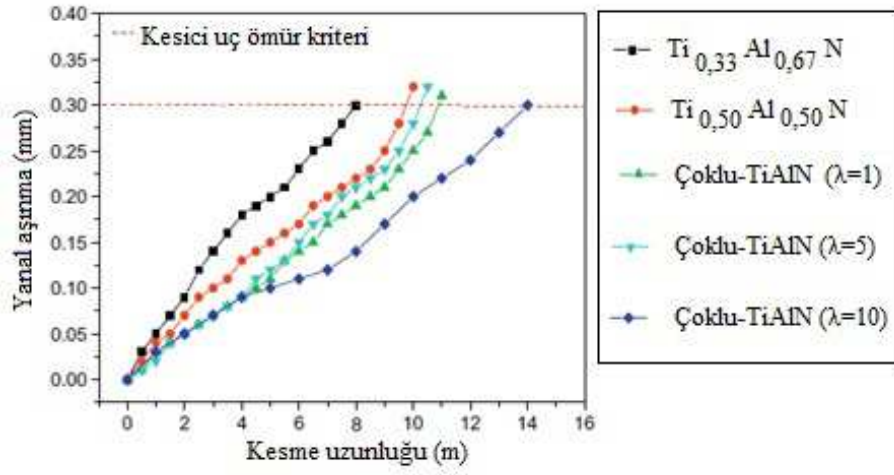 0.40
0.35
0.30
0.25
0.20
0.15
0.10
0.05
0.00
Yanal aşınma (mm)
Kesici uç ömür kriteri
0 2 4 6 8 10 12 14 16
Kesme uzunluğu (m)
Ti 0,33 Al 0,67 N
Ti 0,50 Al 0,50 N
Çoklu-TiAlN (λ=1)
Çoklu-TiAlN (λ=5)
Çoklu-TiAlN (λ=10)